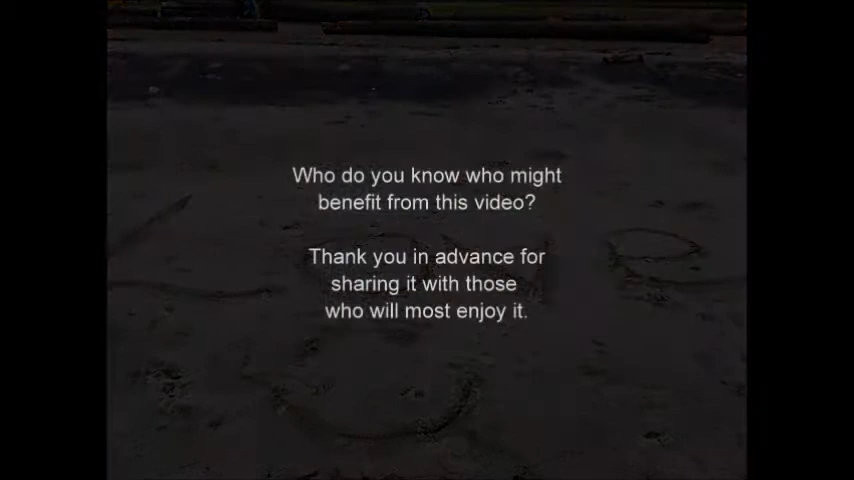 Who do you know who might
benefit from this video?
Thank you in advance for
sharing it with those
who will most enjoy it.